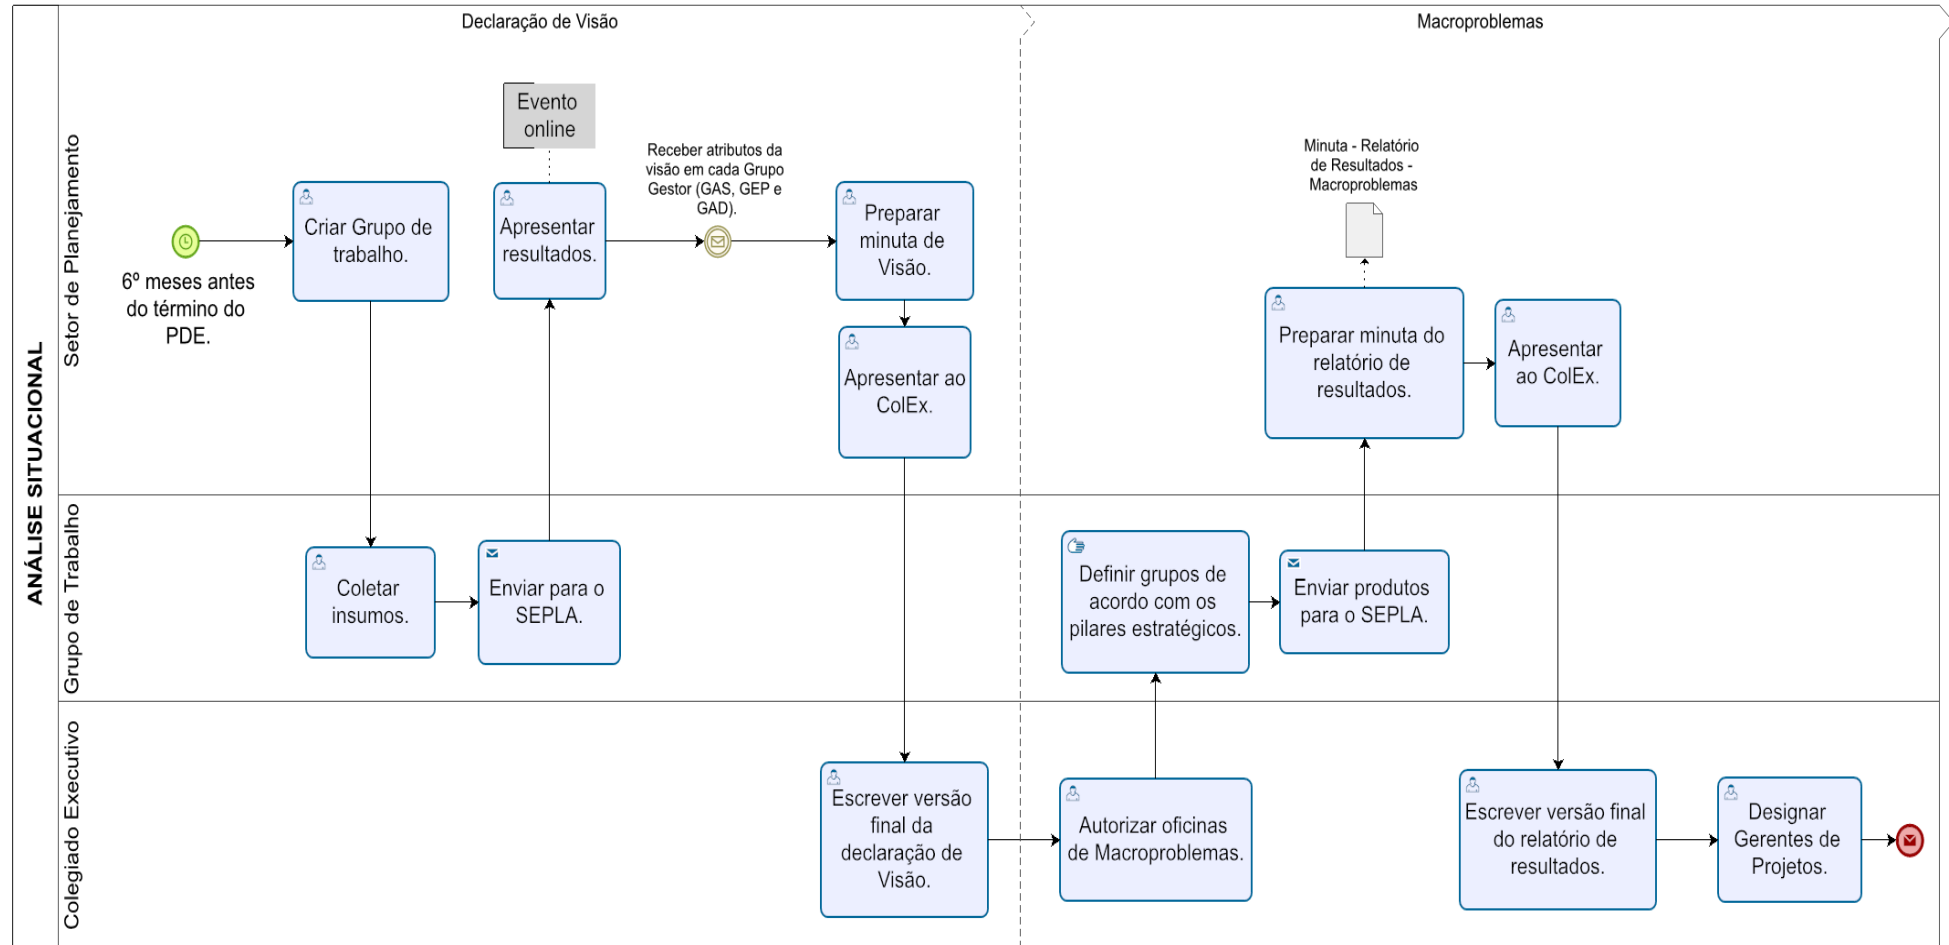 Declaração de Visão
Macroproblemas
ANÁLISE SITUACIONAL
Setor de Planejamento
6º meses antes
do término do
PDE.
Criar Grupo de
trabalho.
Evento
online
Apresentar
resultados.
Receber atributos da
visão em cada Grupo
Gestor (GAS, GEP e
GAD).
Preparar
minuta de
Visão.
Apresentar ao
ColEx.
Minuta - Relatório
de Resultados -
Macroproblemas
Preparar minuta do
relatório de
resultados.
Apresentar
ao ColEx.
Grupo de Trabalho
Coletar
insumos.
Enviar para o
SEPLA.
Definir grupos de
acordo com os
pilares estratégicos.
Enviar produtos
para o SEPLA.
Colegiado Executivo
Escrever versão
final da
declaração de
Visão.
Autorizar oficinas
de Macroproblemas.
Escrever versão final
do relatório de
resultados.
Designar
Gerentes de
Projetos.